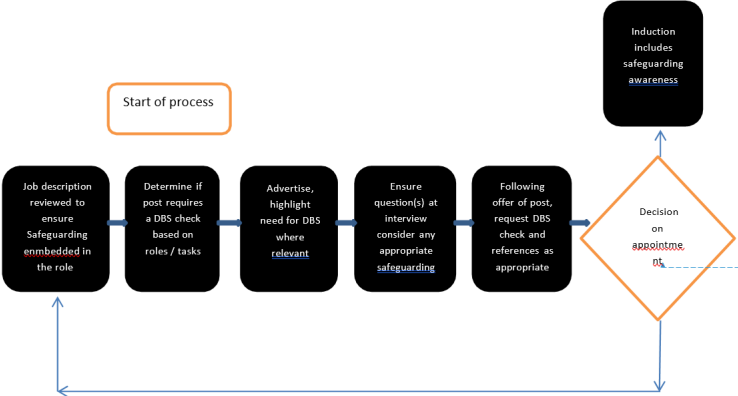 Induction
includes
safeguarding
awareness
Start of process
Job description
reviewed to
ensure
Safeguarding
enmbedded in
the role
Determine if
post requires
a DBS check
based on
roles / tasks
Advertise,
highlight
need for DBS
where
relevant
Ensure
question(s) at
interview
consider any
appropriate
safeguarding
Following
offer of post,
request DBS
check and
references as
appropriate
Decision
on
appointme
nt